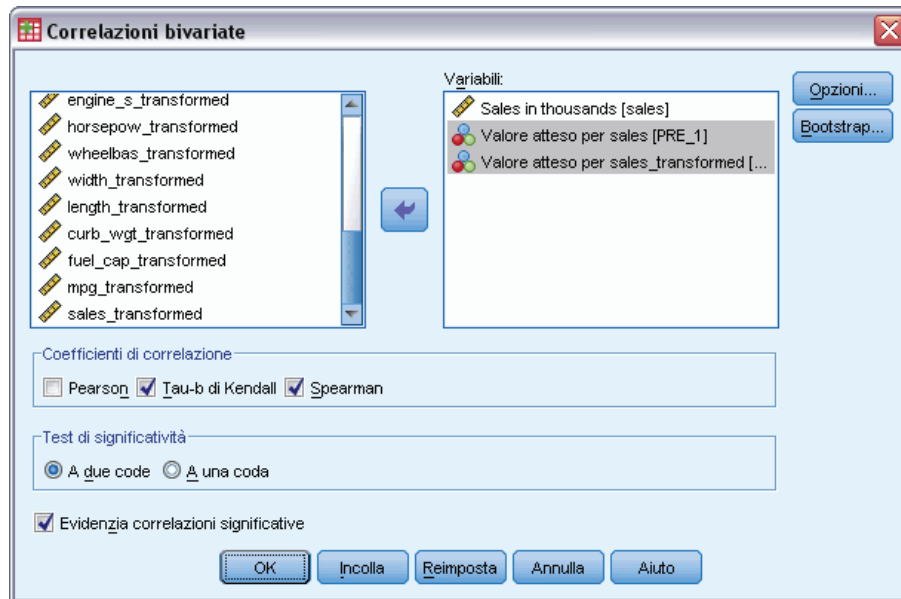 Correlazioni bivariate
engine_s_transformed
horsepow_transformed
wheelbas_transformed
width_transformed
length_transformed
curb_wgt_transformed
fuel_cap_transformed
mpg_transformed
sales_transformed
Variabili:
Sales in thousands [sales]
Valore atteso per sales [PRE_1]
Valore atteso per sales_transformed [...
Opzioni...
Bootstrap...
Coefficienti di correlazione
Pearson Tau-b di Kendall Spearman
Test di significatività
A due code A una coda
Evidenzia correlazioni significative
OK Incolla Reimposta Annulla Aiuto